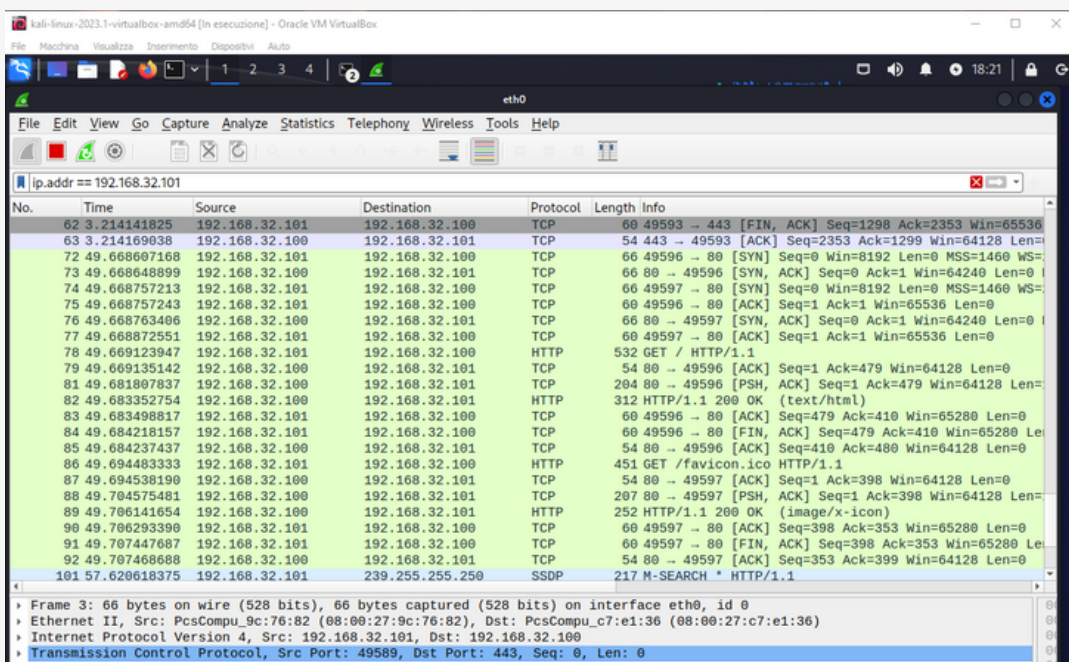 kali-linux-2023.1-virtualbox-amd64 [In esecuzione] - Oracle VM VirtualBox
File Macchina Visualizza Inserimento Dispositivi Aiuto
1 2 3 4 2 18:21
eth0
File Edit View Go Capture Analyze Statistics Telephony Wireless Tools Help
ip.addr == 192.168.32.101
No. Time Source Destination Protocol Length Info
62 3.214141825 192.168.32.101 192.168.32.100 TCP 60 49593 → 443 [FIN, ACK] Seq=1298 Ack=2353 Win=65536
63 3.214169038 192.168.32.100 192.168.32.101 TCP 54 443 → 49593 [ACK] Seq=2353 Ack=1299 Win=64128 Len=
72 49.668607168 192.168.32.101 192.168.32.100 TCP 66 49596 → 80 [SYN] Seq=0 Win=8192 Len=0 MSS=1460 WS=
73 49.668648899 192.168.32.100 192.168.32.101 TCP 66 80 → 49596 [SYN, ACK] Seq=0 Ack=1 Win=64240 Len=0
74 49.668757213 192.168.32.101 192.168.32.100 TCP 66 49597 → 80 [SYN] Seq=0 Win=8192 Len=0 MSS=1460 WS=
75 49.668757243 192.168.32.101 192.168.32.100 TCP 60 49596 → 80 [ACK] Seq=1 Ack=1 Win=65536 Len=0
76 49.668763406 192.168.32.100 192.168.32.101 TCP 66 80 → 49597 [SYN, ACK] Seq=0 Ack=1 Win=64240 Len=0
77 49.668872551 192.168.32.101 192.168.32.100 TCP 60 49597 → 80 [ACK] Seq=1 Ack=1 Win=65536 Len=0
78 49.669123947 192.168.32.101 192.168.32.100 HTTP 532 GET / HTTP/1.1
79 49.669135142 192.168.32.100 192.168.32.101 TCP 54 80 → 49596 [ACK] Seq=1 Ack=479 Win=64128 Len=0
81 49.681807837 192.168.32.100 192.168.32.101 TCP 204 80 → 49596 [PSH, ACK] Seq=1 Ack=479 Win=64128 Len=
82 49.683352754 192.168.32.100 192.168.32.101 HTTP 312 HTTP/1.1 200 OK (text/html)
83 49.683498817 192.168.32.101 192.168.32.100 TCP 60 49596 → 80 [ACK] Seq=479 Ack=410 Win=65280 Len=0
84 49.684218157 192.168.32.101 192.168.32.100 TCP 60 49596 → 80 [FIN, ACK] Seq=479 Ack=410 Win=65280 Le
85 49.684237437 192.168.32.100 192.168.32.101 TCP 54 80 → 49596 [ACK] Seq=410 Ack=480 Win=64128 Len=0
86 49.694483333 192.168.32.101 192.168.32.100 HTTP 451 GET /favicon.ico HTTP/1.1
87 49.694538190 192.168.32.100 192.168.32.101 TCP 54 80 → 49597 [ACK] Seq=1 Ack=398 Win=64128 Len=0
88 49.704575481 192.168.32.100 192.168.32.101 TCP 207 80 → 49597 [PSH, ACK] Seq=1 Ack=398 Win=64128 Len=
89 49.706141654 192.168.32.100 192.168.32.101 HTTP 252 HTTP/1.1 200 OK (image/x-icon)
90 49.706293390 192.168.32.101 192.168.32.100 TCP 60 49597 → 80 [ACK] Seq=398 Ack=353 Win=65280 Len=0
91 49.707447687 192.168.32.101 192.168.32.100 TCP 60 49597 → 80 [FIN, ACK] Seq=398 Ack=353 Win=65280 Le
92 49.707468688 192.168.32.100 192.168.32.101 TCP 54 80 → 49597 [ACK] Seq=353 Ack=399 Win=64128 Len=0
101 57.620618375 192.168.32.101 239.255.255.250 SSDP 217 M-SEARCH * HTTP/1.1
Frame 3: 66 bytes on wire (528 bits), 66 bytes captured (528 bits) on interface eth0, id 0
Ethernet II, Src: PcsCompu_9c:76:82 (08:00:27:9c:76:82), Dst: PcsCompu_c7:e1:36 (08:00:27:c7:e1:36)
Internet Protocol Version 4, Src: 192.168.32.101, Dst: 192.168.32.100
Transmission Control Protocol, Src Port: 49589, Dst Port: 443, Seq: 0, Len: 0